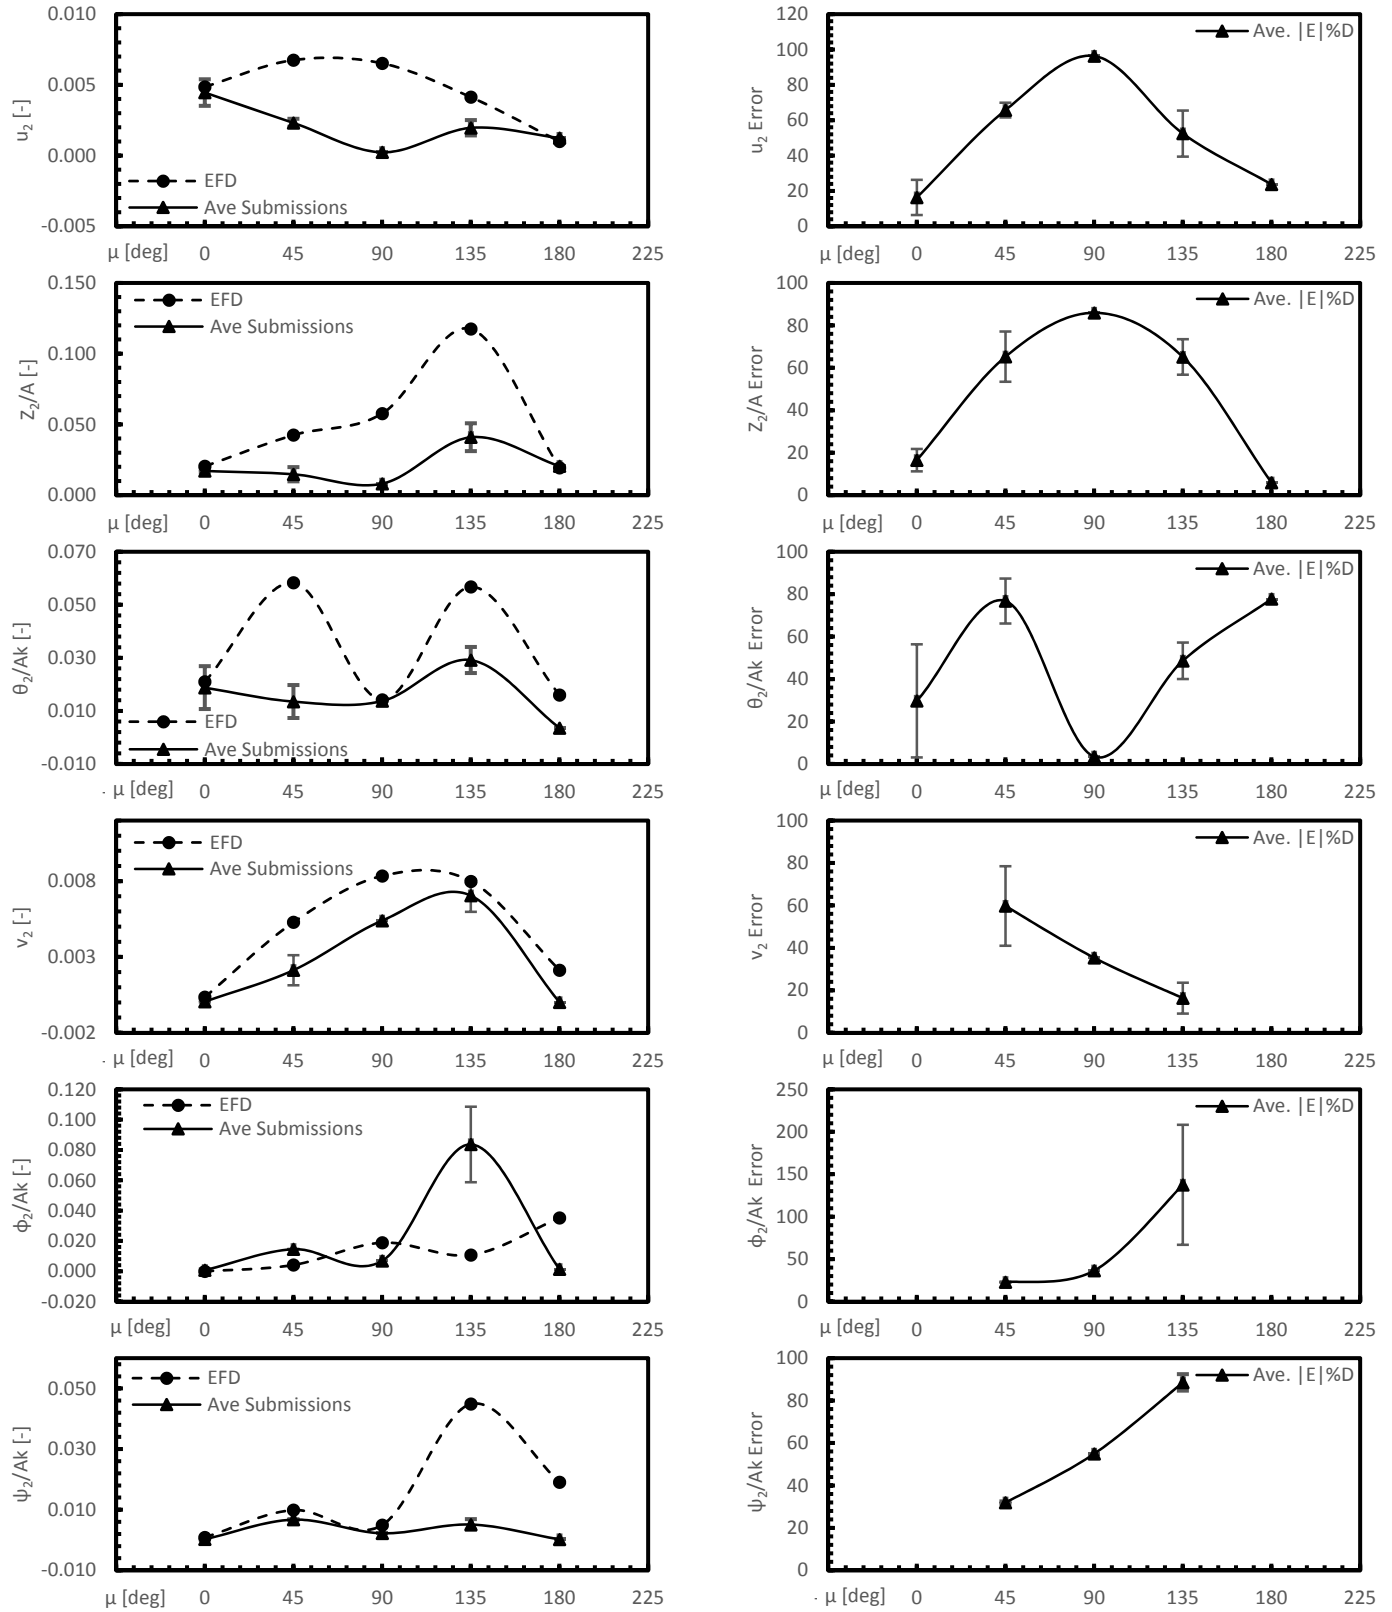 0.010
0.005
0.000
-0.005
u₂ [-]
EFD
Ave Submissions
μ [deg] 0 45 90 135 180 225
120
100
80
60
40
20
0
u₂ Error
Ave. |E|%D
μ [deg] 0 45 90 135 180 225
0.150
0.100
0.050
0.000
Z₂/A [-]
EFD
Ave Submissions
μ [deg] 0 45 90 135 180 225
100
80
60
40
20
0
Z₂/A Error
Ave. |E|%D
μ [deg] 0 45 90 135 180 225
0.070
0.050
0.030
0.010
-0.010
θ₂/Ak [-]
EFD
Ave Submissions
μ [deg] 0 45 90 135 180 225
100
80
60
40
20
0
θ₂/Ak Error
Ave. |E|%D
μ [deg] 0 45 90 135 180 225
0.008
0.003
-0.002
v₂ [-]
EFD
Ave Submissions
μ [deg] 0 45 90 135 180 225
100
80
60
40
20
0
v₂ Error
Ave. |E|%D
μ [deg] 0 45 90 135 180 225
0.120
0.100
0.080
0.060
0.040
0.020
0.000
-0.020
ϕ₂/Ak [-]
EFD
Ave Submissions
μ [deg] 0 45 90 135 180 225
250
200
150
100
50
0
ϕ₂/Ak Error
Ave. |E|%D
μ [deg] 0 45 90 135 180 225
0.050
0.030
0.010
-0.010
ψ₂/Ak [-]
EFD
Ave Submissions
μ [deg] 0 45 90 135 180 225
100
80
60
40
20
0
ψ₂/Ak Error
Ave. |E|%D
μ [deg] 0 45 90 135 180 225